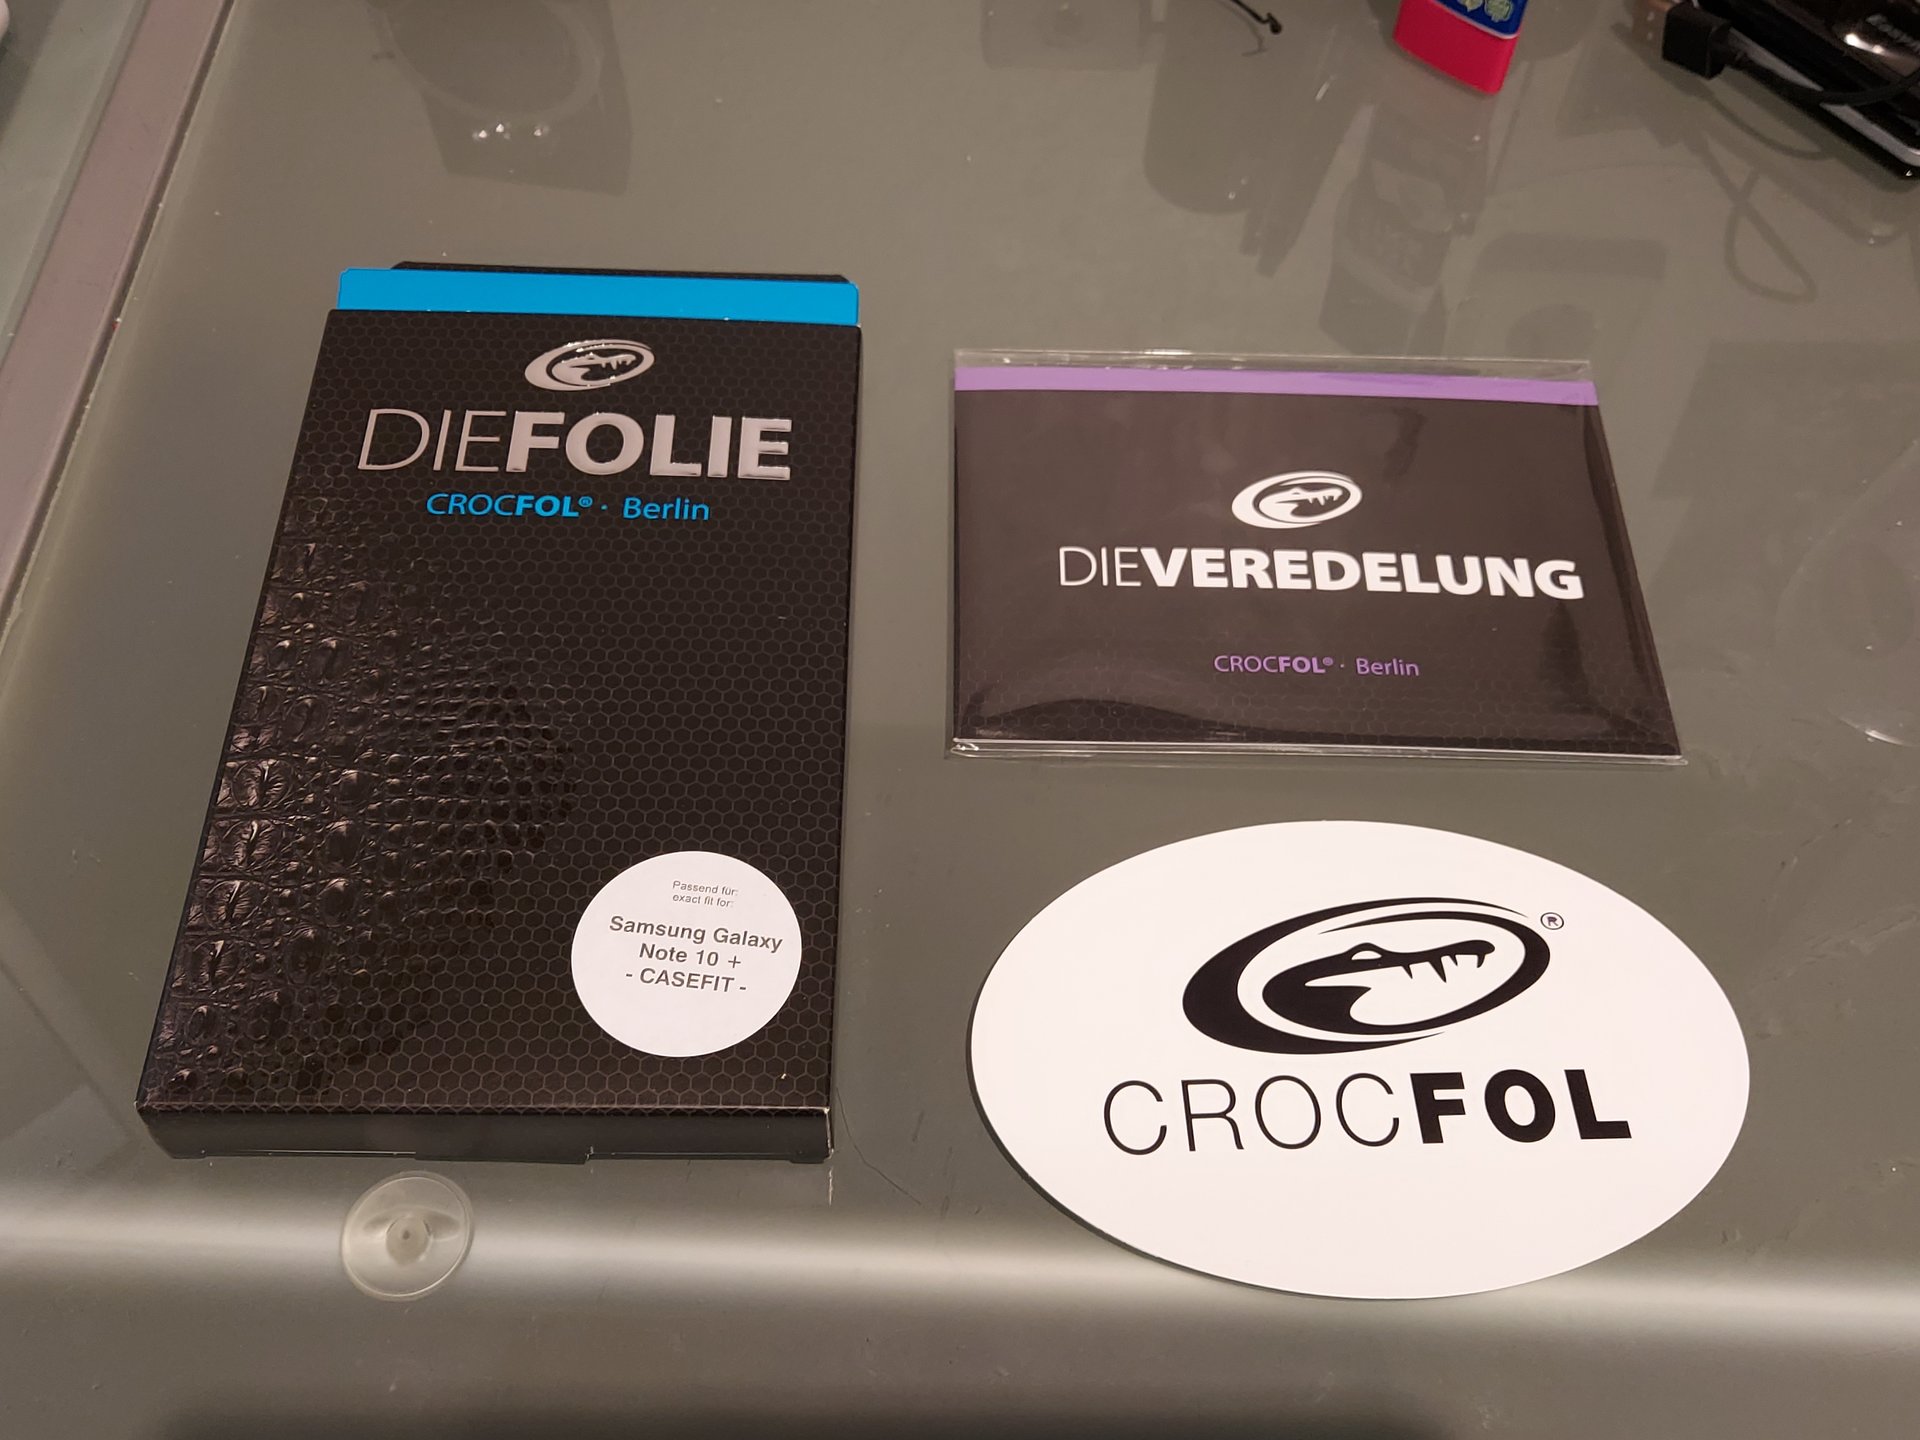 DIEFOLIE
CROCFOL® · Berlin
Passend für:
exact fit for:
Samsung Galaxy
Note 10 +
- CASEFIT -
DIEVEREDELUNG
CROCFOL® · Berlin
®
CROCFOL